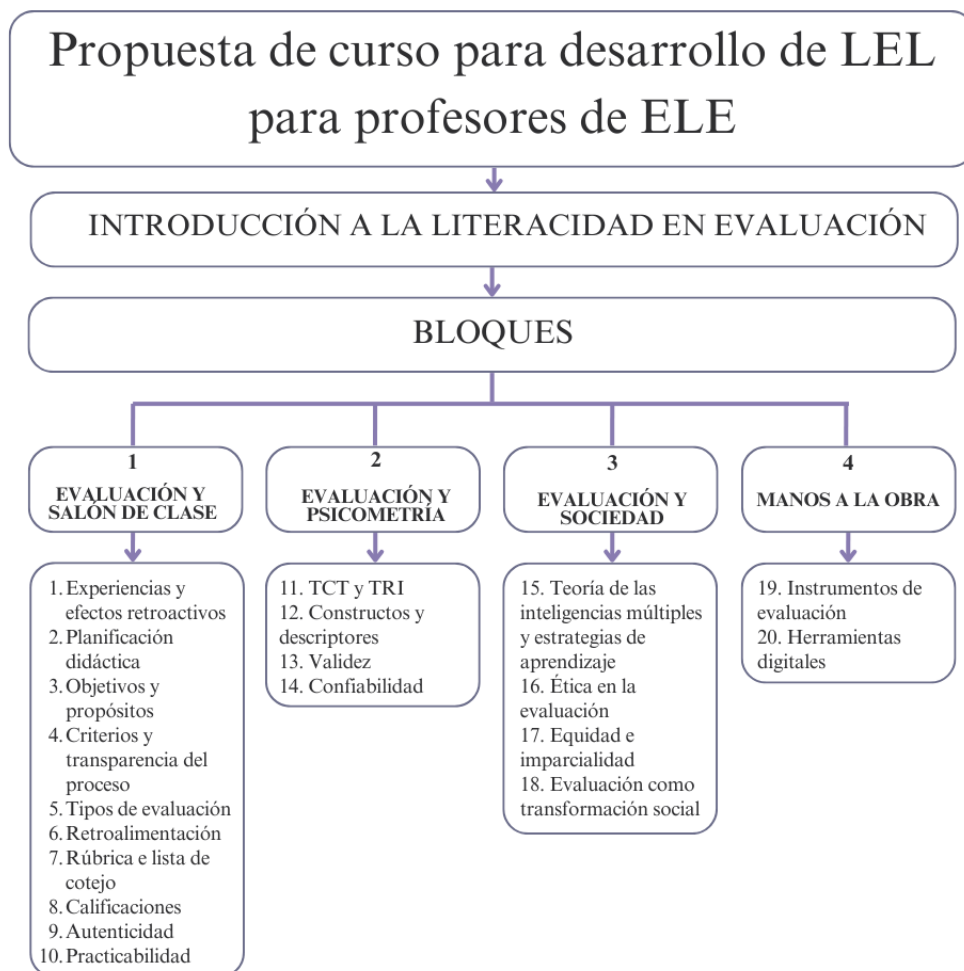 Propuesta de curso para desarrollo de LEL
para profesores de ELE
INTRODUCCIÓN A LA LITERACIDAD EN EVALUACIÓN
BLOQUES
1
EVALUACIÓN Y
SALÓN DE CLASE
2
EVALUACIÓN Y
PSICOMETRÍA
3
EVALUACIÓN Y
SOCIEDAD
4
MANOS A LA OBRA
1. Experiencias y
efectos retroactivos
2. Planificación
didáctica
3. Objetivos y
propósitos
4. Criterios y
transparencia del
proceso
5. Tipos de evaluación
6. Retroalimentación
7. Rúbrica e lista de
cotejo
8. Calificaciones
9. Autenticidad
10. Practicabilidad
11. TCT y TRI
12. Constructos y
descriptores
13. Validez
14. Confiabilidad
15. Teoría de las
inteligencias múltiples
y estrategias de
aprendizaje
16. Ética en la
evaluación
17. Equidad e
imparcialidad
18. Evaluación como
transformación social
19. Instrumentos de
evaluación
20. Herramientas
digitales